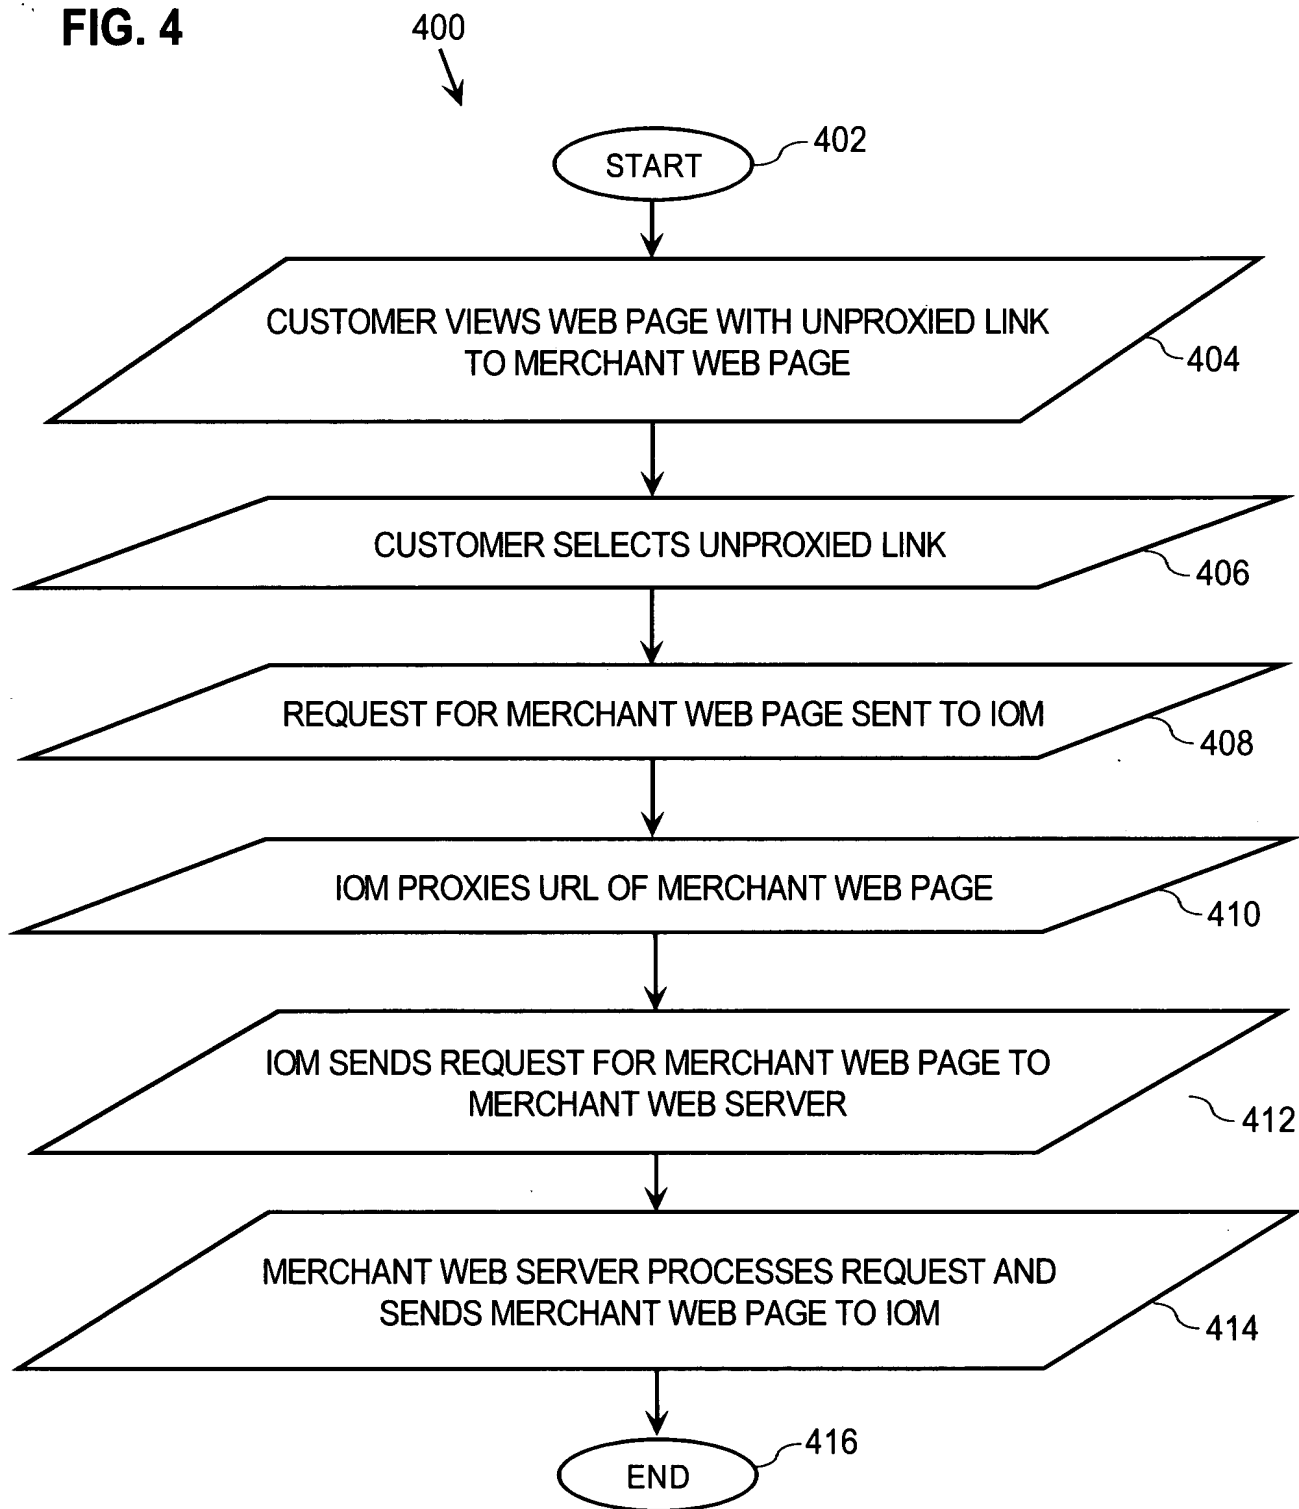 FIG. 4
400
START
402
CUSTOMER VIEWS WEB PAGE WITH UNPROXIED LINK
TO MERCHANT WEB PAGE
404
CUSTOMER SELECTS UNPROXIED LINK
406
REQUEST FOR MERCHANT WEB PAGE SENT TO IOM
408
IOM PROXIES URL OF MERCHANT WEB PAGE
410
IOM SENDS REQUEST FOR MERCHANT WEB PAGE TO
MERCHANT WEB SERVER
412
MERCHANT WEB SERVER PROCESSES REQUEST AND
SENDS MERCHANT WEB PAGE TO IOM
414
END
416